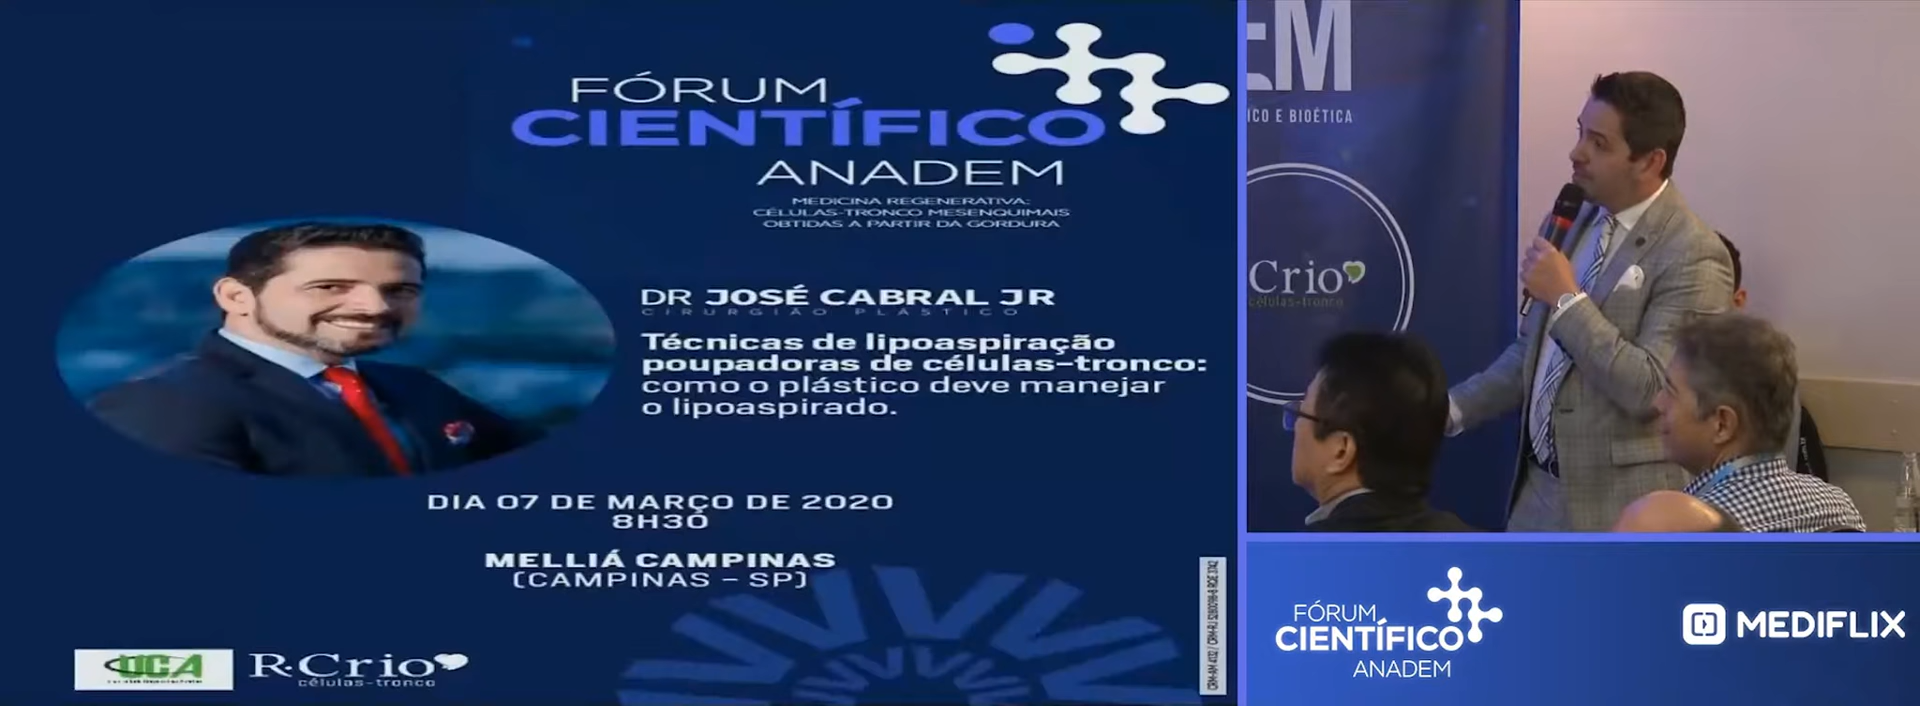 FÓRUM
CIENTÍFICO
ANADEM
MEDICINA REGENERATIVA:
CÉLULAS-TRONCO MESENQUIMAIS
OBTIDAS A PARTIR DA GORDURA
DR JOSÉ CABRAL JR
CIRURGIÃO PLÁSTICO
Técnicas de lipoaspiração
poupadoras de células-tronco:
como o plástico deve manejar
o lipoaspirado.
DIA 07 DE MARÇO DE 2020
8H30
MELLIÁ CAMPINAS
(CAMPINAS - SP)
UCA
R-Crio
células-tronco
EM
ICO E BIOÉTICA
Crio
células-tronco
FÓRUM
CIENTÍFICO
ANADEM
MEDIFLIX